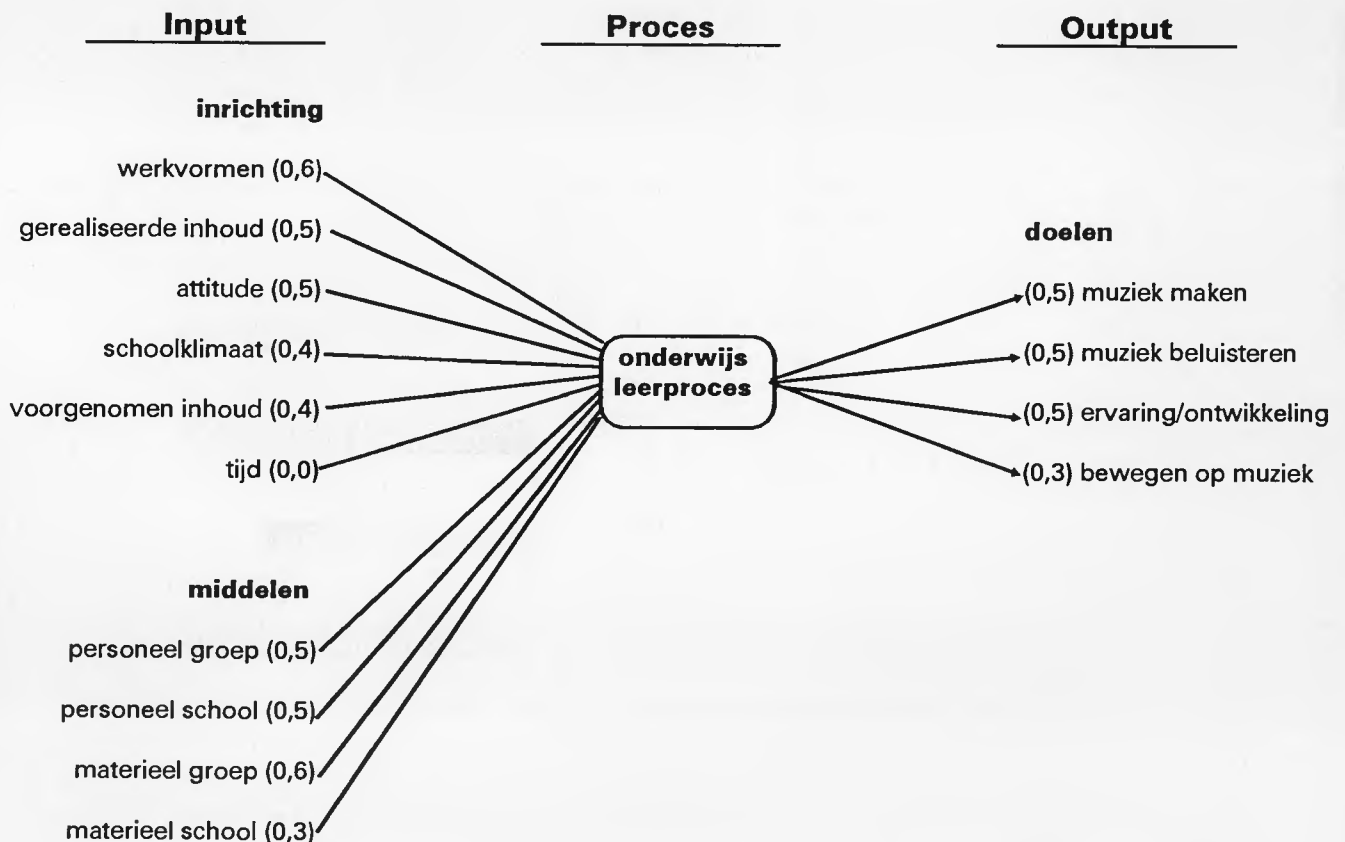 Input
Proces
Output
inrichting
werkvormen (0,6)
gerealiseerde inhoud (0,5)
attitude (0,5)
schoolklimaat (0,4)
voorgenomen inhoud (0,4)
tijd (0,0)
middelen
personeel groep (0,5)
personeel school (0,5)
materieel groep (0,6)
materieel school (0,3)
onderwijs
leerproces
doelen
(0,5) muziek maken
(0,5) muziek beluisteren
(0,5) ervaring/ontwikkeling
(0,3) bewegen op muziek